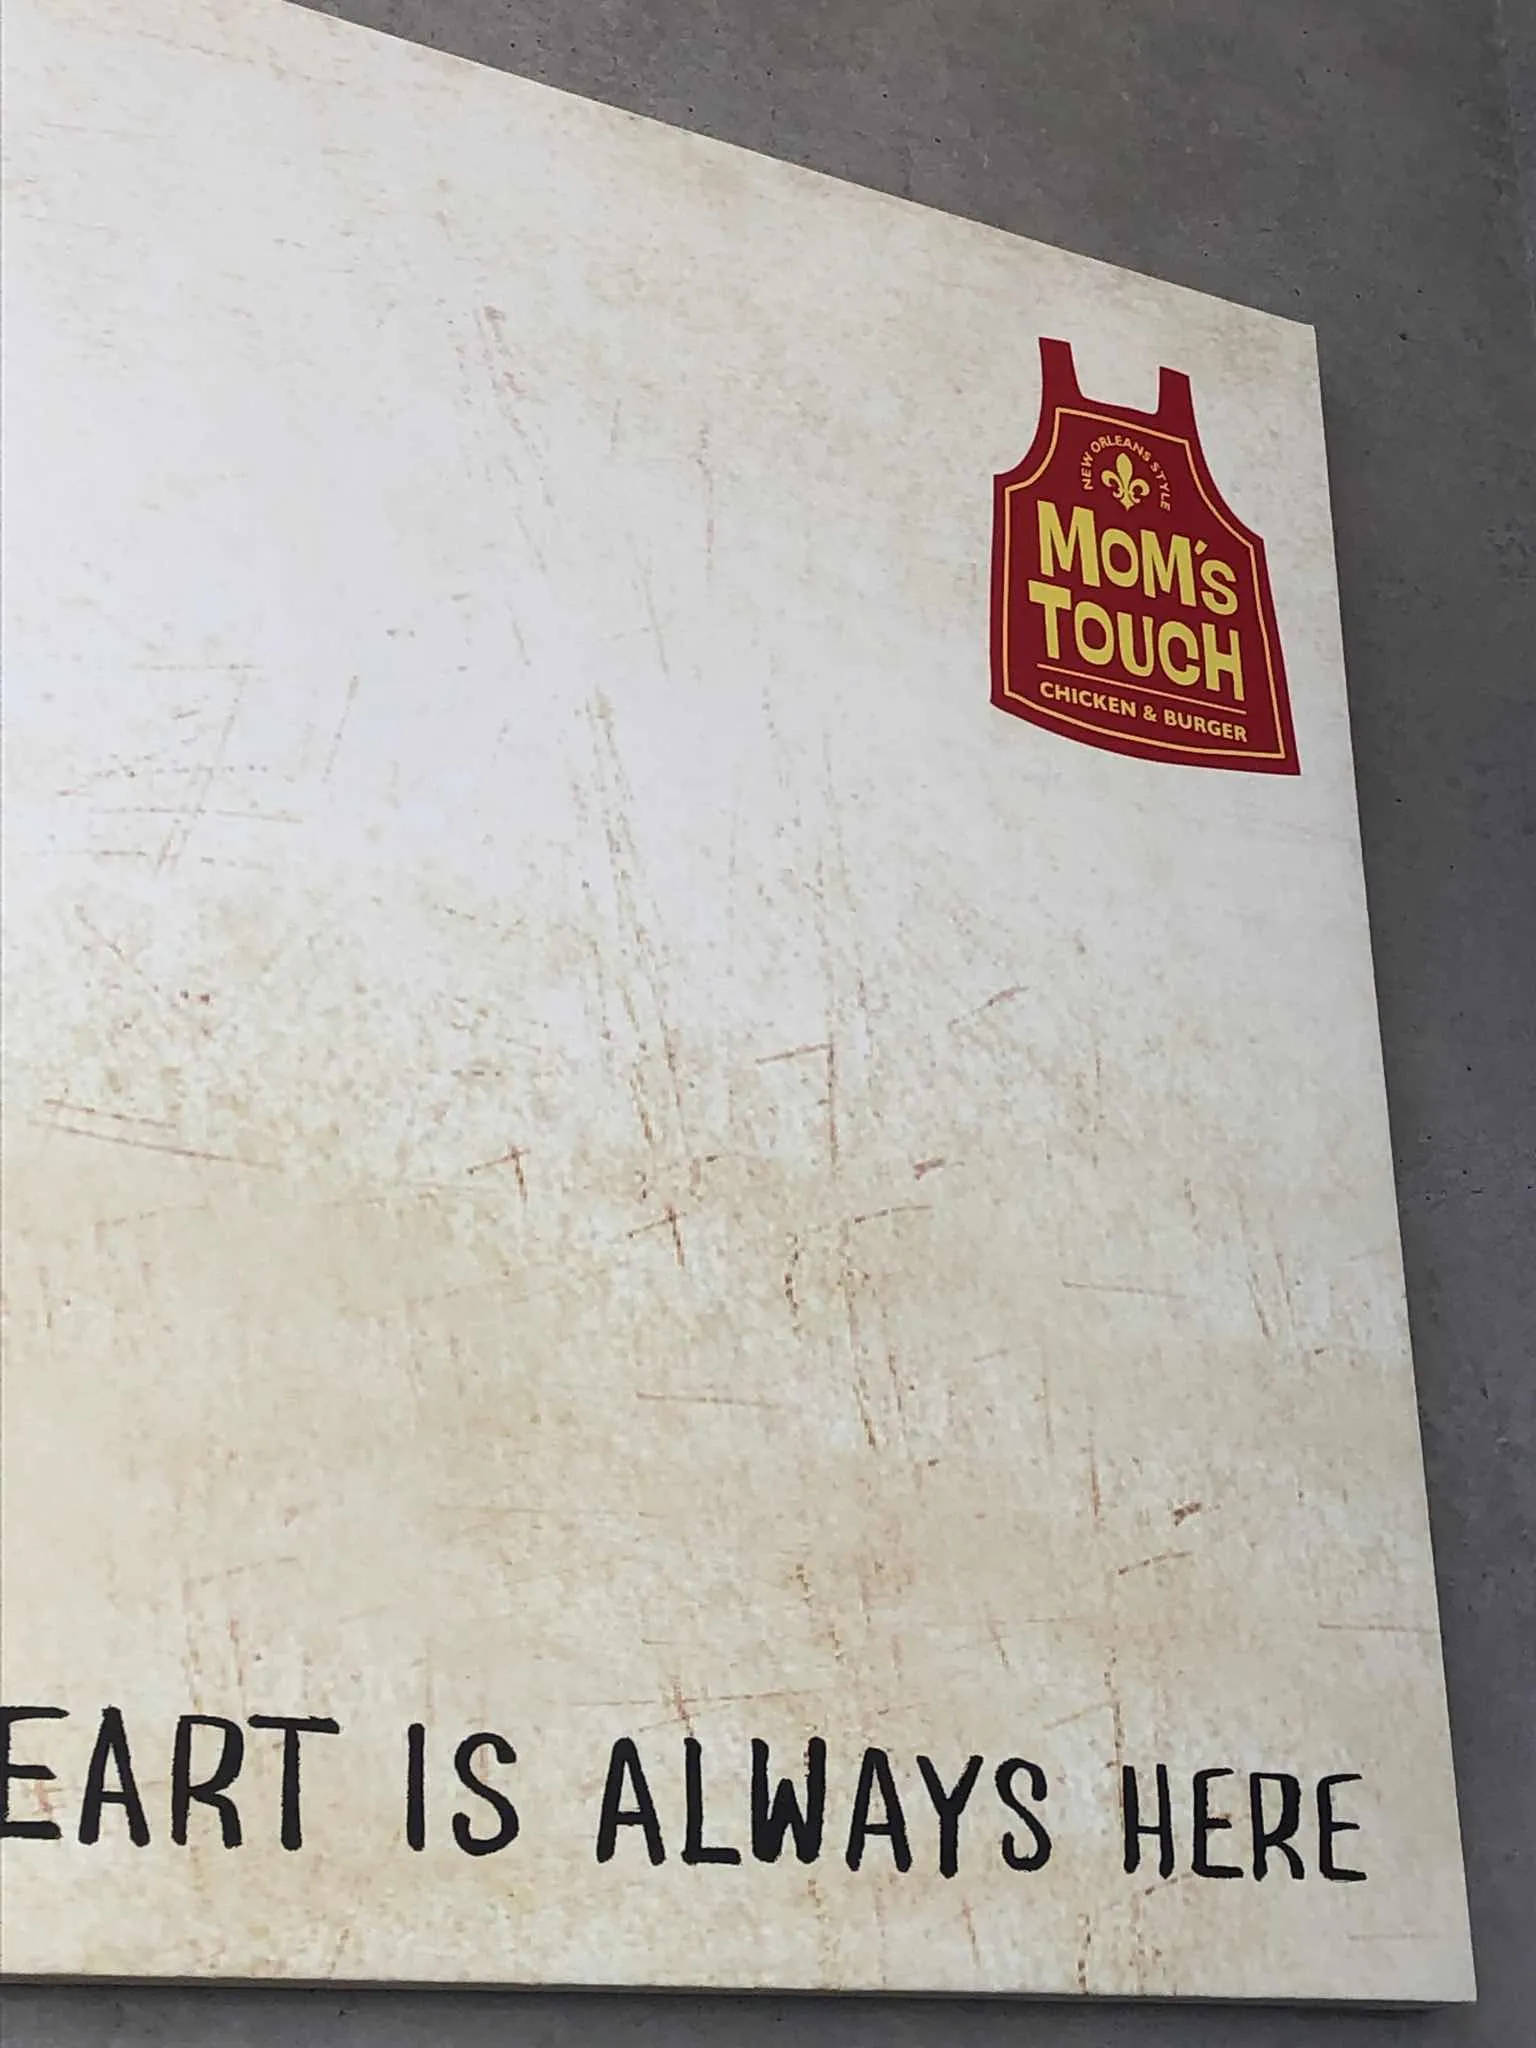 NEW ORLEANS STYLE
MOM'S
TOUCH
CHICKEN & BURGER
EART IS ALWAYS HERE